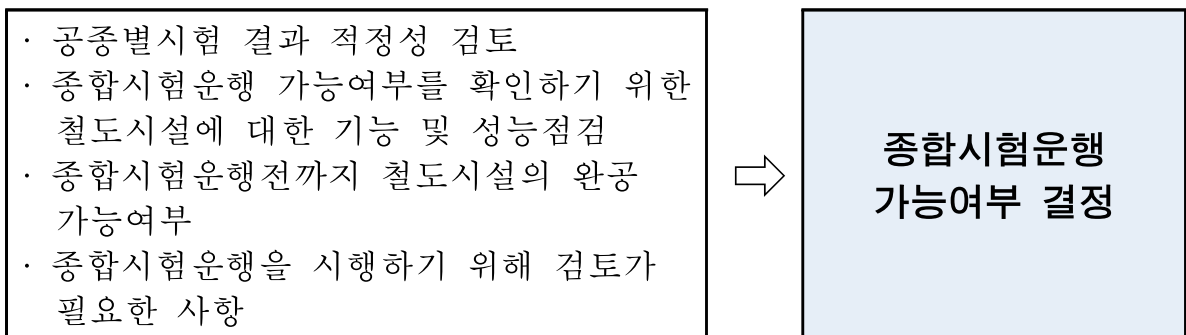 · 공종별시험 결과 적정성 검토
· 종합시험운행 가능여부를 확인하기 위한
철도시설에 대한 기능 및 성능점검
· 종합시험운행전까지 철도시설의 완공
가능여부
· 종합시험운행을 시행하기 위해 검토가
필요한 사항
종합시험운행
가능여부 결정